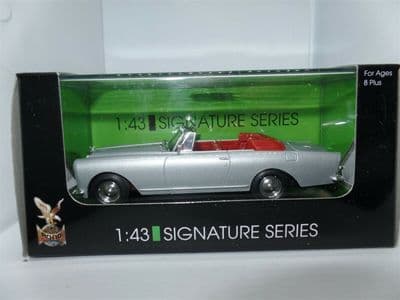 For Ages
8 Plus
1:43 SIGNATURE SERIES
1:43 SIGNATURE SERIES